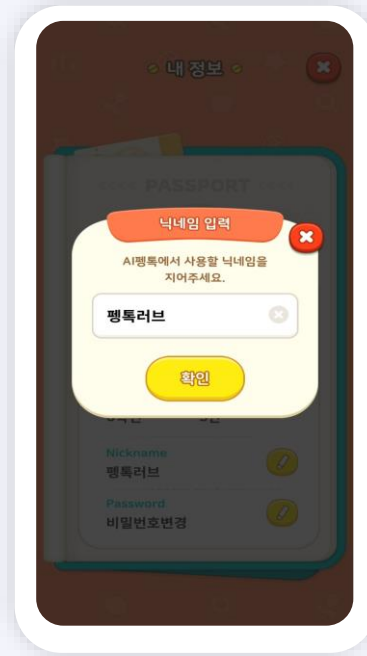 내 정보
PASSPORT
닉네임 입력
AI펭톡에서 사용할 닉네임을
지어주세요.
펭톡러브
확인
Nickname
펭톡러브
Password
비밀번호변경